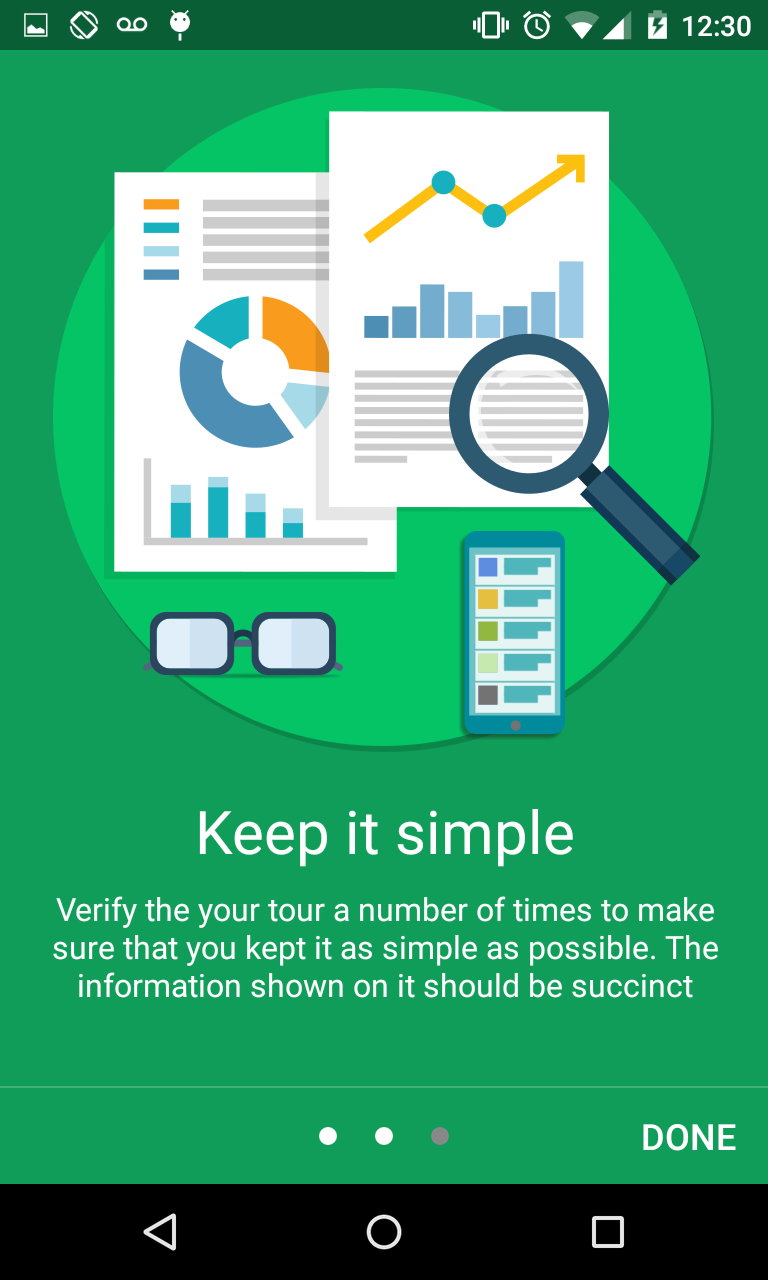 12:30
Keep it simple
Verify the your tour a number of times to make
sure that you kept it as simple as possible. The
information shown on it should be succinct
DONE